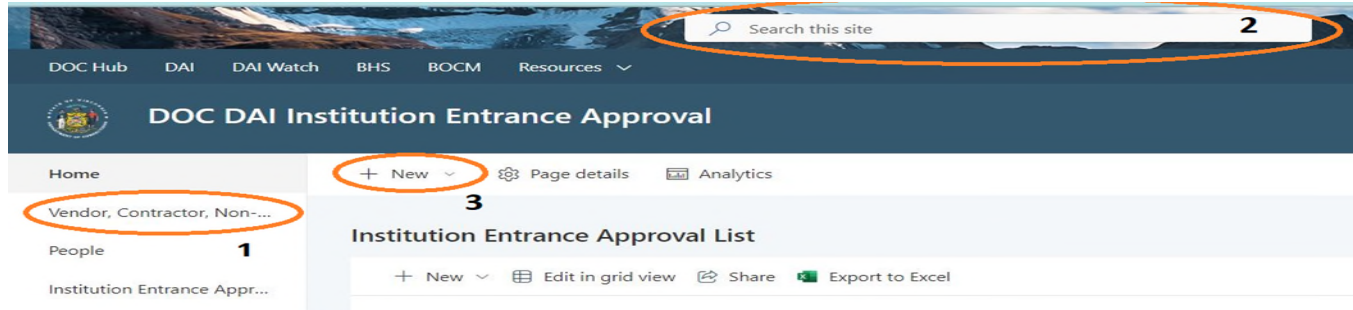 Search this site 2
DOC Hub DAI DAI Watch BHS BOCM Resources
DOC DAI Institution Entrance Approval
Home
+ New Page details Analytics
Vendor, Contractor, Non-...
3
Institution Entrance Approval List
People 1
+ New Edit in grid view Share Export to Excel
Institution Entrance Appr...